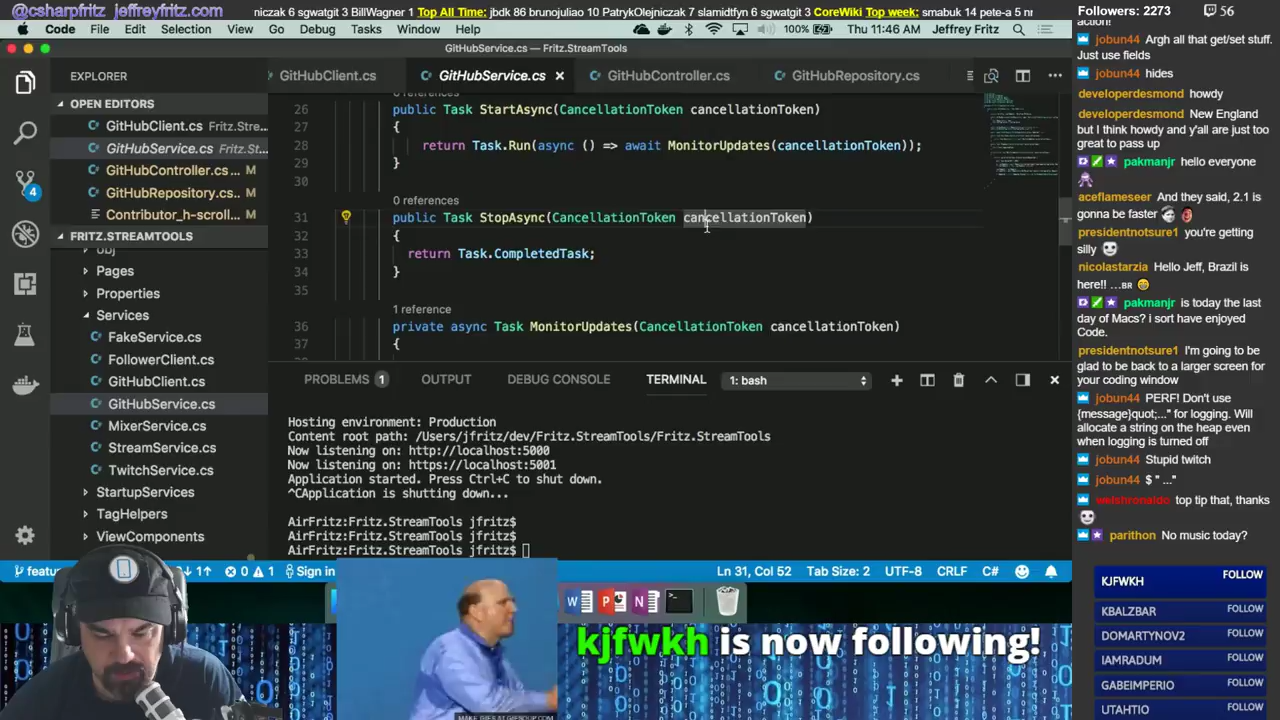 @csharpfritz jeffreyfritz.com
niczak 6 sgwatgit 3 BillWagner 1 Top All Time: jbdk 86 brunojuliao 10 PatrykOlejniczak 7 slamdtfyn6 sgwatgit 3 CoreWiki Top week: smabuk 14 pete-a 5
Followers: 2273
56
Code File Edit Selection View Go Debug Tasks Window Help
100% Thu 11:46 AM Jeffrey Fritz
GitHubService.cs — Fritz.StreamTools
EXPLORER
OPEN EDITORS
GitHubClient.cs Fritz.Stre...
GitHubService.cs Fritz.Str...
GitHubController.cs ... M
GitHubRepository.cs... M
Contributor_h-scroll... M
FRITZ.STREAMTOOLS
obj
Pages
Properties
Services
FakeService.cs
FollowerClient.cs
GitHubClient.cs
GitHubService.cs
MixerService.cs
StreamService.cs
TwitchService.cs
StartupServices
TagHelpers
ViewComponents
4
GitHubClient.cs GitHubService.cs GitHubController.cs GitHubRepository.cs
0 references
public Task StartAsync(CancellationToken cancellationToken)
{
return Task.Run(async () => await MonitorUpdates(cancellationToken));
}
30
0 references
31 public Task StopAsync(CancellationToken cancellationToken)
32 {
33 return Task.CompletedTask;
34 }
35
1 reference
36 private async Task MonitorUpdates(CancellationToken cancellationToken)
37 {
PROBLEMS 1 OUTPUT DEBUG CONSOLE TERMINAL 1: bash
Hosting environment: Production
Content root path: /Users/jfritz/dev/Fritz.StreamTools/Fritz.StreamTools
Now listening on: http://localhost:5000
Now listening on: https://localhost:5001
Application started. Press Ctrl+C to shut down.
^CApplication is shutting down...
AirFritz:Fritz.StreamTools jfritz$
AirFritz:Fritz.StreamTools jfritz$
AirFritz:Fritz.StreamTools jfritz$
0 1 Sign in Ln 31, Col 52 Tab Size: 2 UTF-8 CRLF C#
kjfwkh is now following!
action!
jobun44 Argh all that get/set stuff.
Just use fields
jobun44 hides
developerdesmond howdy
developerdesmond New England
but I think howdy and y'all are just to
great to pass up
pakmanjr hello everyone
aceflameseer And they said, 2.1 is
gonna be faster
presidentnotsure1 you're getting
silly
nicolastarzia Hello Jeff, Brazil is
here!! ...BR
pakmanjr is today the last
day of Macs? i sort have enjoyed
Code.
presidentnotsure1 I'm going to be
glad to be back to a larger screen for
your coding window
jobun44 PERF! Don't use
{message}quot;..." for logging. Will
allocate a string on the heap even
when logging is turned off
jobun44 Stupid twitch
jobun44 $ " ..."
welshronaldo top tip that, thanks
parithon No music today?
KJFWKH FOLLOW
KBALZBAR FOLLOW
DOMARTYNOV2 FOLLOW
IAMRADUM FOLLOW
GABEIMPERIO FOLLOW
UTAHTIO FOLLOW